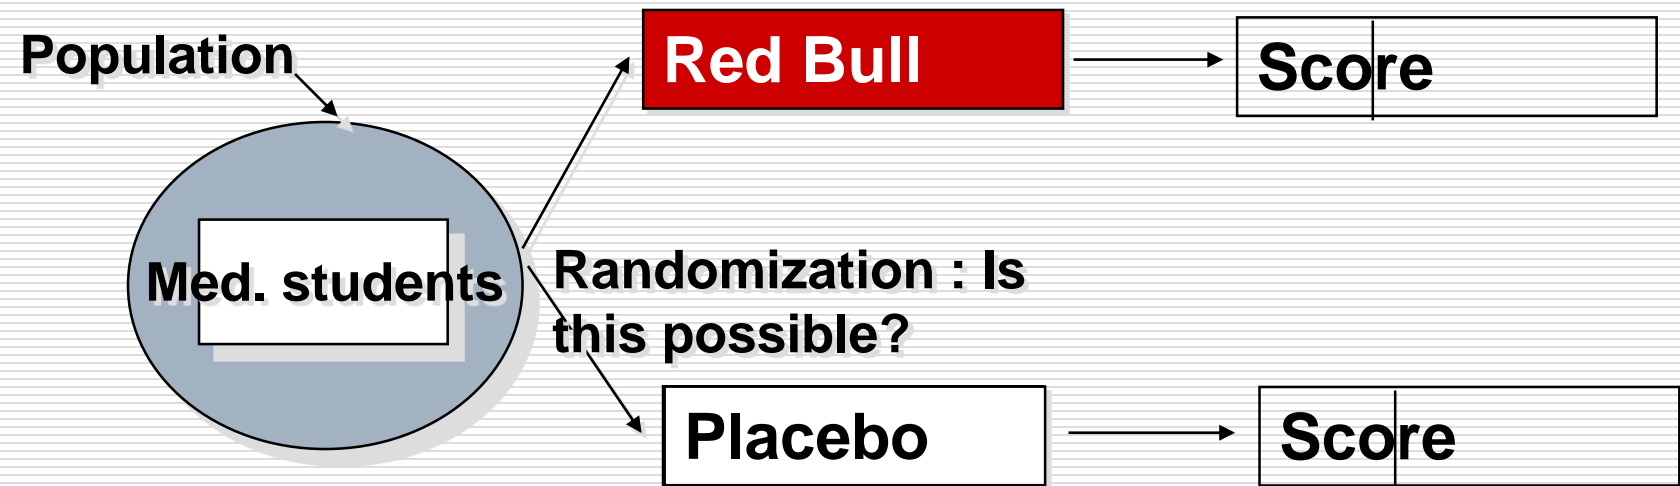 Population
Red Bull
Score
Med. students
Randomization : Is
this possible?
Placebo
Score